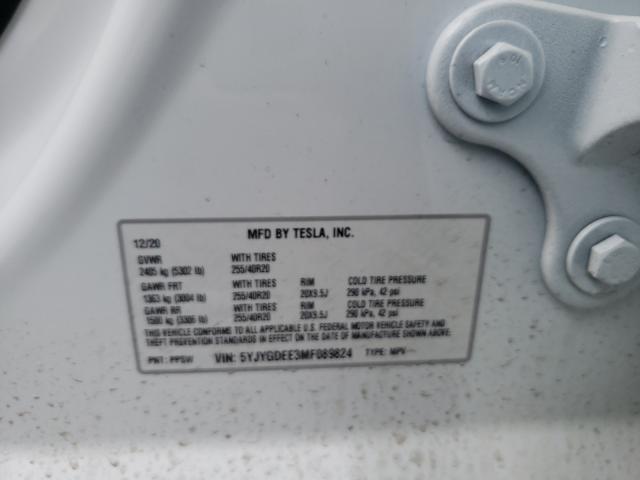 MFD BY TESLA, INC.
12/20
GVWR WITH TIRES
2405 kg (5302 lb) 255/40R20
GAWR FRT WITH TIRES RIM COLD TIRE PRESSURE
1363 kg (3004 lb) 255/40R20 20X9.5J 290 kPa, 42 psi
GAWR RR WITH TIRES RIM COLD TIRE PRESSURE
1500 kg (3306 lb) 255/40R20 20X9.5J 290 kPa, 42 psi
THIS VEHICLE CONFORMS TO ALL APPLICABLE U.S. FEDERAL MOTOR VEHICLE SAFETY AND
THEFT PREVENTION STANDARDS IN EFFECT ON THE DATE OF MANUFACTURE SHOWN ABOVE.
PNT: PPSW VIN: 5YJYGDEE3MF089824 TYPE: MPV